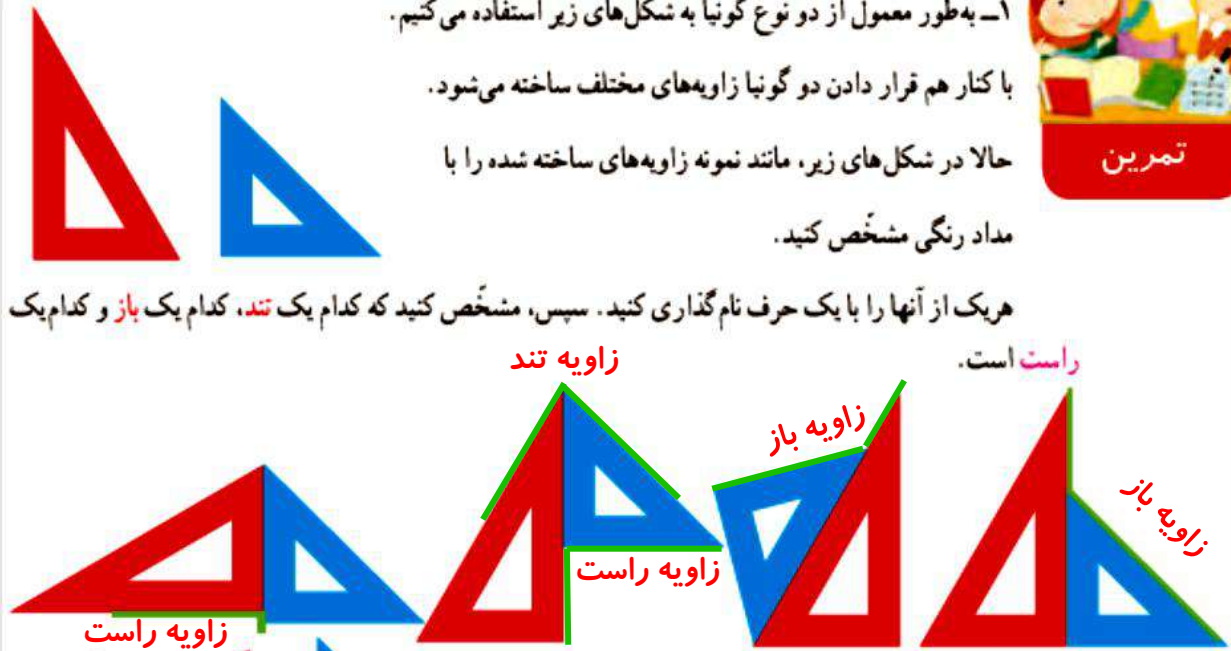 ۱ــ به‌طور معمول از دو نوع گونیا به شکل‌های زیر استفاده می‌کنیم.
با کنار هم قرار دادن دو گونیا زاویه‌های مختلف ساخته می‌شود.
تمرین
حالا در شکل‌های زیر، مانند نمونه زاویه‌های ساخته شده را با
مداد رنگی مشخّص کنید.
هریک از آنها را با یک حرف نام‌گذاری کنید. سپس، مشخّص کنید که کدام یک تند، کدام یک باز و کدام‌یک
راست است.
زاویه تند
زاویه باز
زاویه باز
زاویه راست
زاویه راست